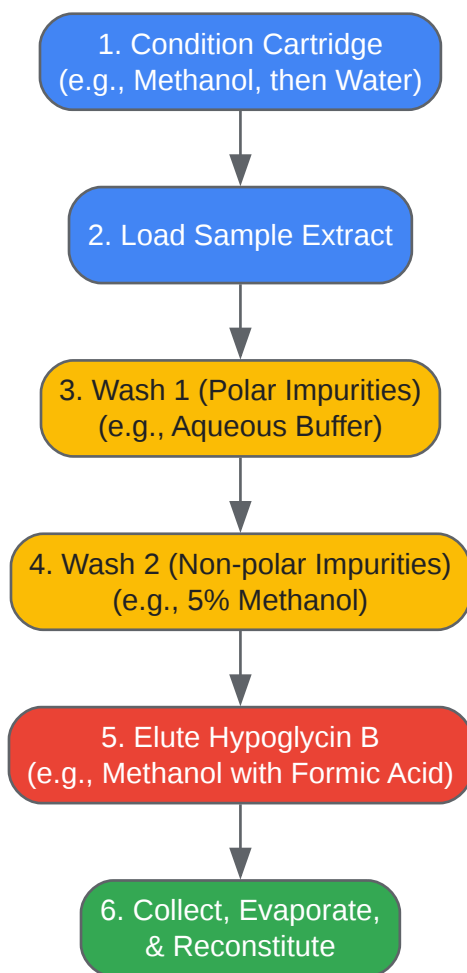 1. Condition Cartridge
(e.g., Methanol, then Water)
2. Load Sample Extract
3. Wash 1 (Polar Impurities)
(e.g., Aqueous Buffer)
4. Wash 2 (Non-polar Impurities)
(e.g., 5% Methanol)
5. Elute Hypoglycin B
(e.g., Methanol with Formic Acid)
6. Collect, Evaporate,
& Reconstitute